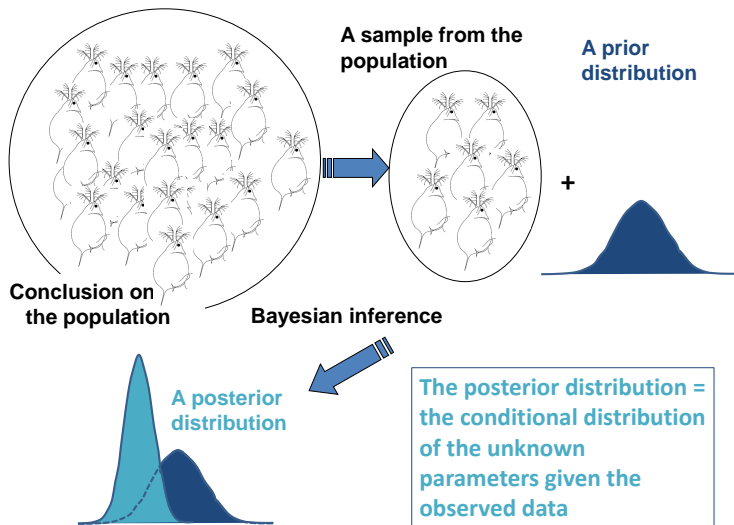 A sample from the
population
A prior
distribution
+
Conclusion on
the population
Bayesian inference
A posterior
distribution
The posterior distribution =
the conditional distribution
of the unknown
parameters given the
observed data